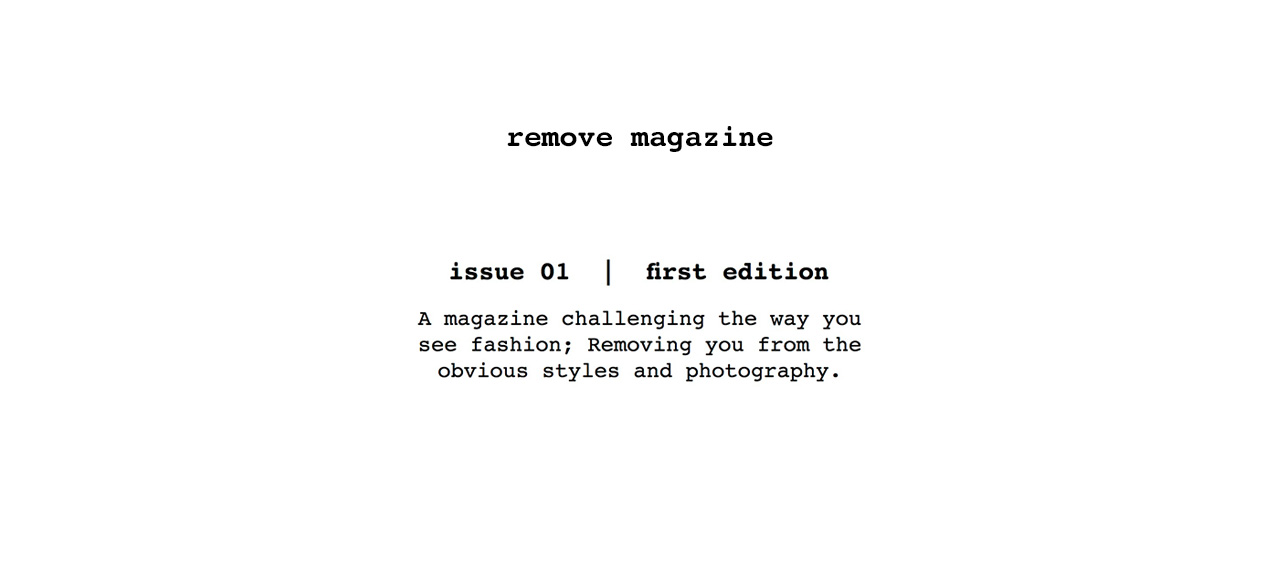 remove magazine
issue 01 | first edition
A magazine challenging the way you
see fashion; Removing you from the
obvious styles and photography.